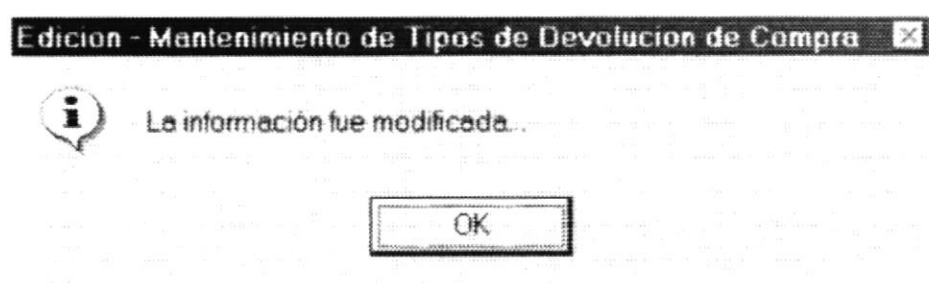 Edicion - Mantenimiento de Tipos de Devolucion de Compra
La información fue modificada...
OK